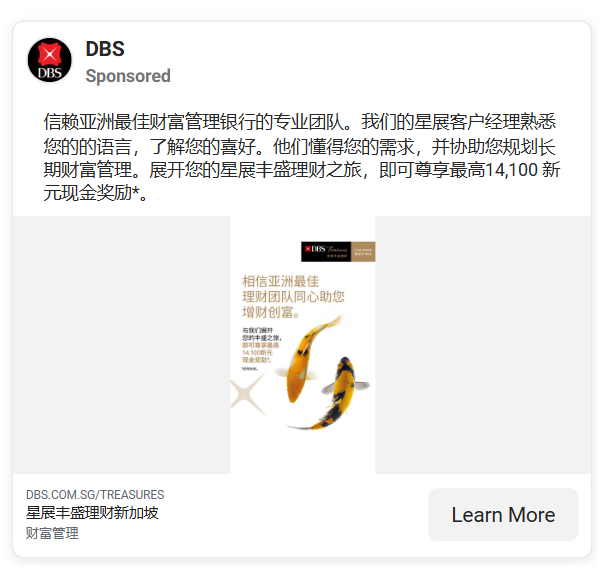 DBS
DBS
Sponsored
信赖亚洲最佳财富管理银行的专业团队。我们的星展客户经理熟悉
您的的语言，了解您的喜好。他们懂得您的需求，并协助您规划长
期财富管理。展开您的星展丰盛理财之旅，即可尊享最高14,100 新
元现金奖励*。
DBS Treasures
相信亚洲最佳
理财团队同心助您
增财创富。
与我们展开
您的丰盛之旅，
即可尊享最高
14,100新元
现金奖励*。
DBS.COM.SG/TREASURES
星展丰盛理财新加坡
财富管理
Learn More